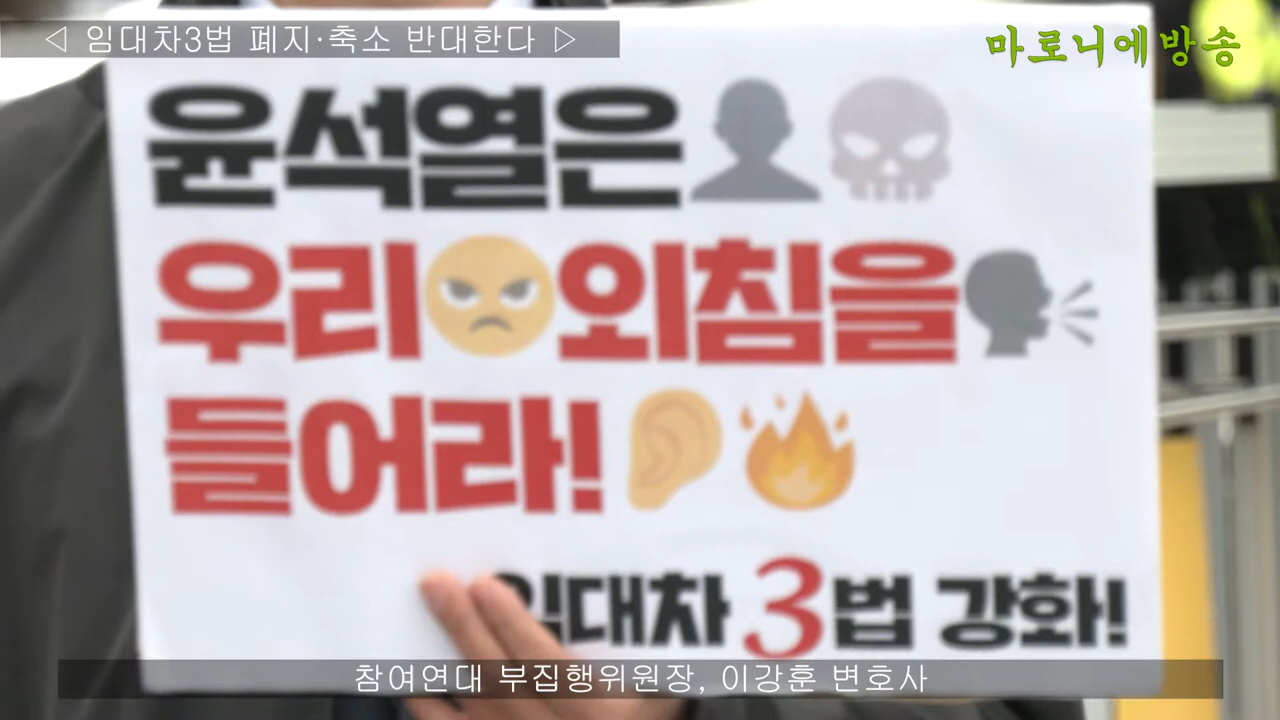 ◁ 임대차3법 폐지·축소 반대한다 ▷
마로니에방송
윤석열은
우리 외침을
들어라!
임대차 3법 강화!
참여연대 부집행위원장, 이강훈 변호사